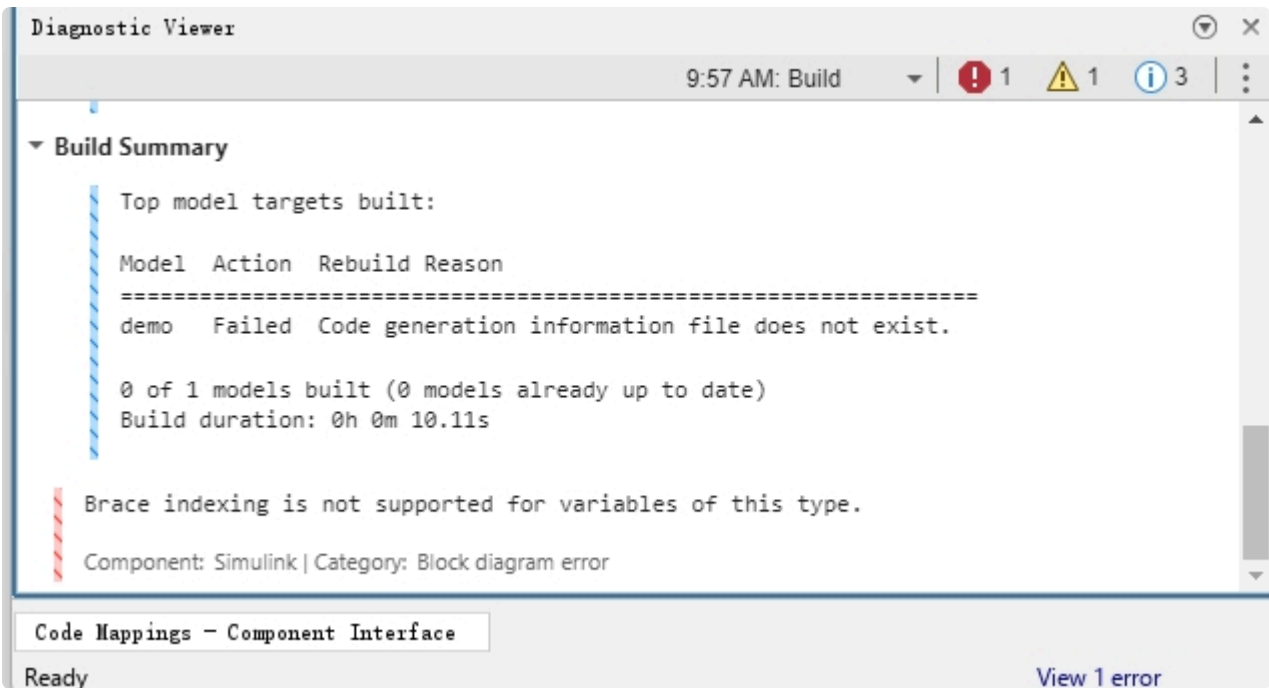 Diagnostic Viewer
9:57 AM: Build 1 1 3
Build Summary
Top model targets built:
Model Action Rebuild Reason
=================================================================
demo Failed Code generation information file does not exist.
0 of 1 models built (0 models already up to date)
Build duration: 0h 0m 10.11s
Brace indexing is not supported for variables of this type.
Component: Simulink | Category: Block diagram error
Code Mappings - Component Interface
Ready View 1 error